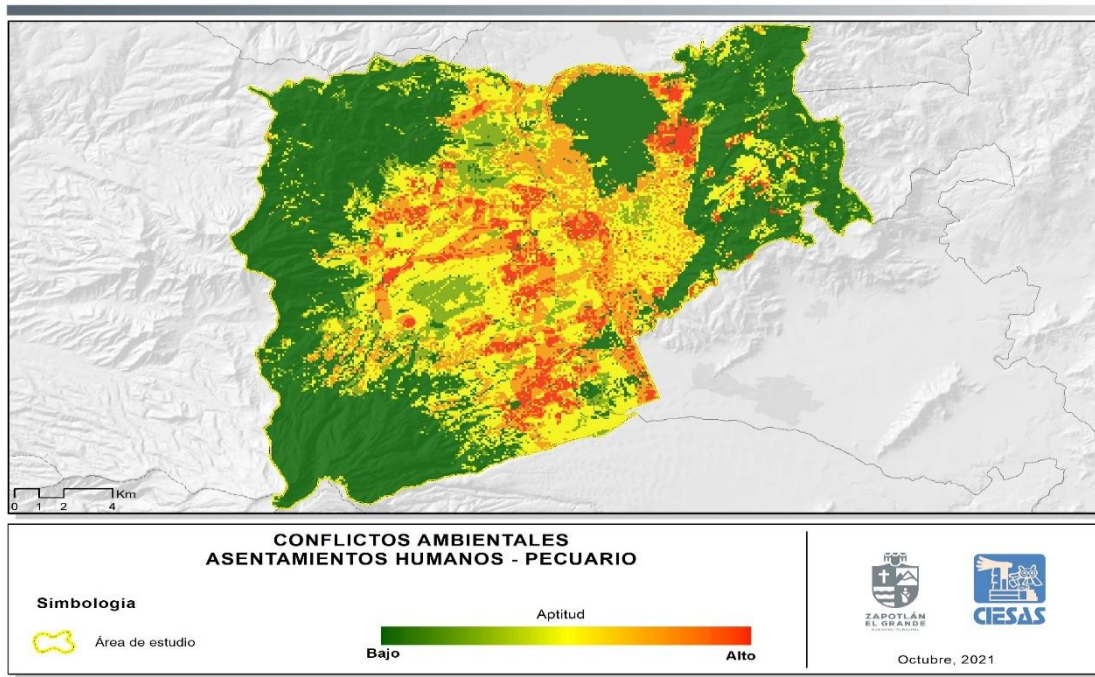 Km
0 1 2 4
CONFLICTOS AMBIENTALES
ASENTAMIENTOS HUMANOS - PECUARIO
Simbología
Área de estudio
Aptitud
Bajo
Alto
ZAPOTLÁN
EL GRANDE
CIESAS
Octubre, 2021